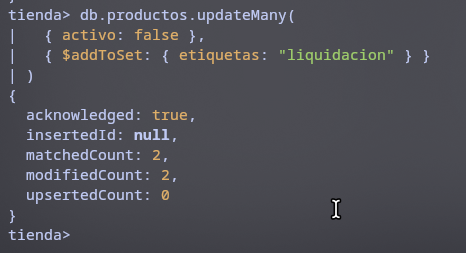 tienda> db.productos.updateMany(
|   { activo: false },
|   { $addToSet: { etiquetas: "liquidacion" } }
| )
{
  acknowledged: true,
  insertedId: null,
  matchedCount: 2,
  modifiedCount: 2,
  upsertedCount: 0
}
tienda>